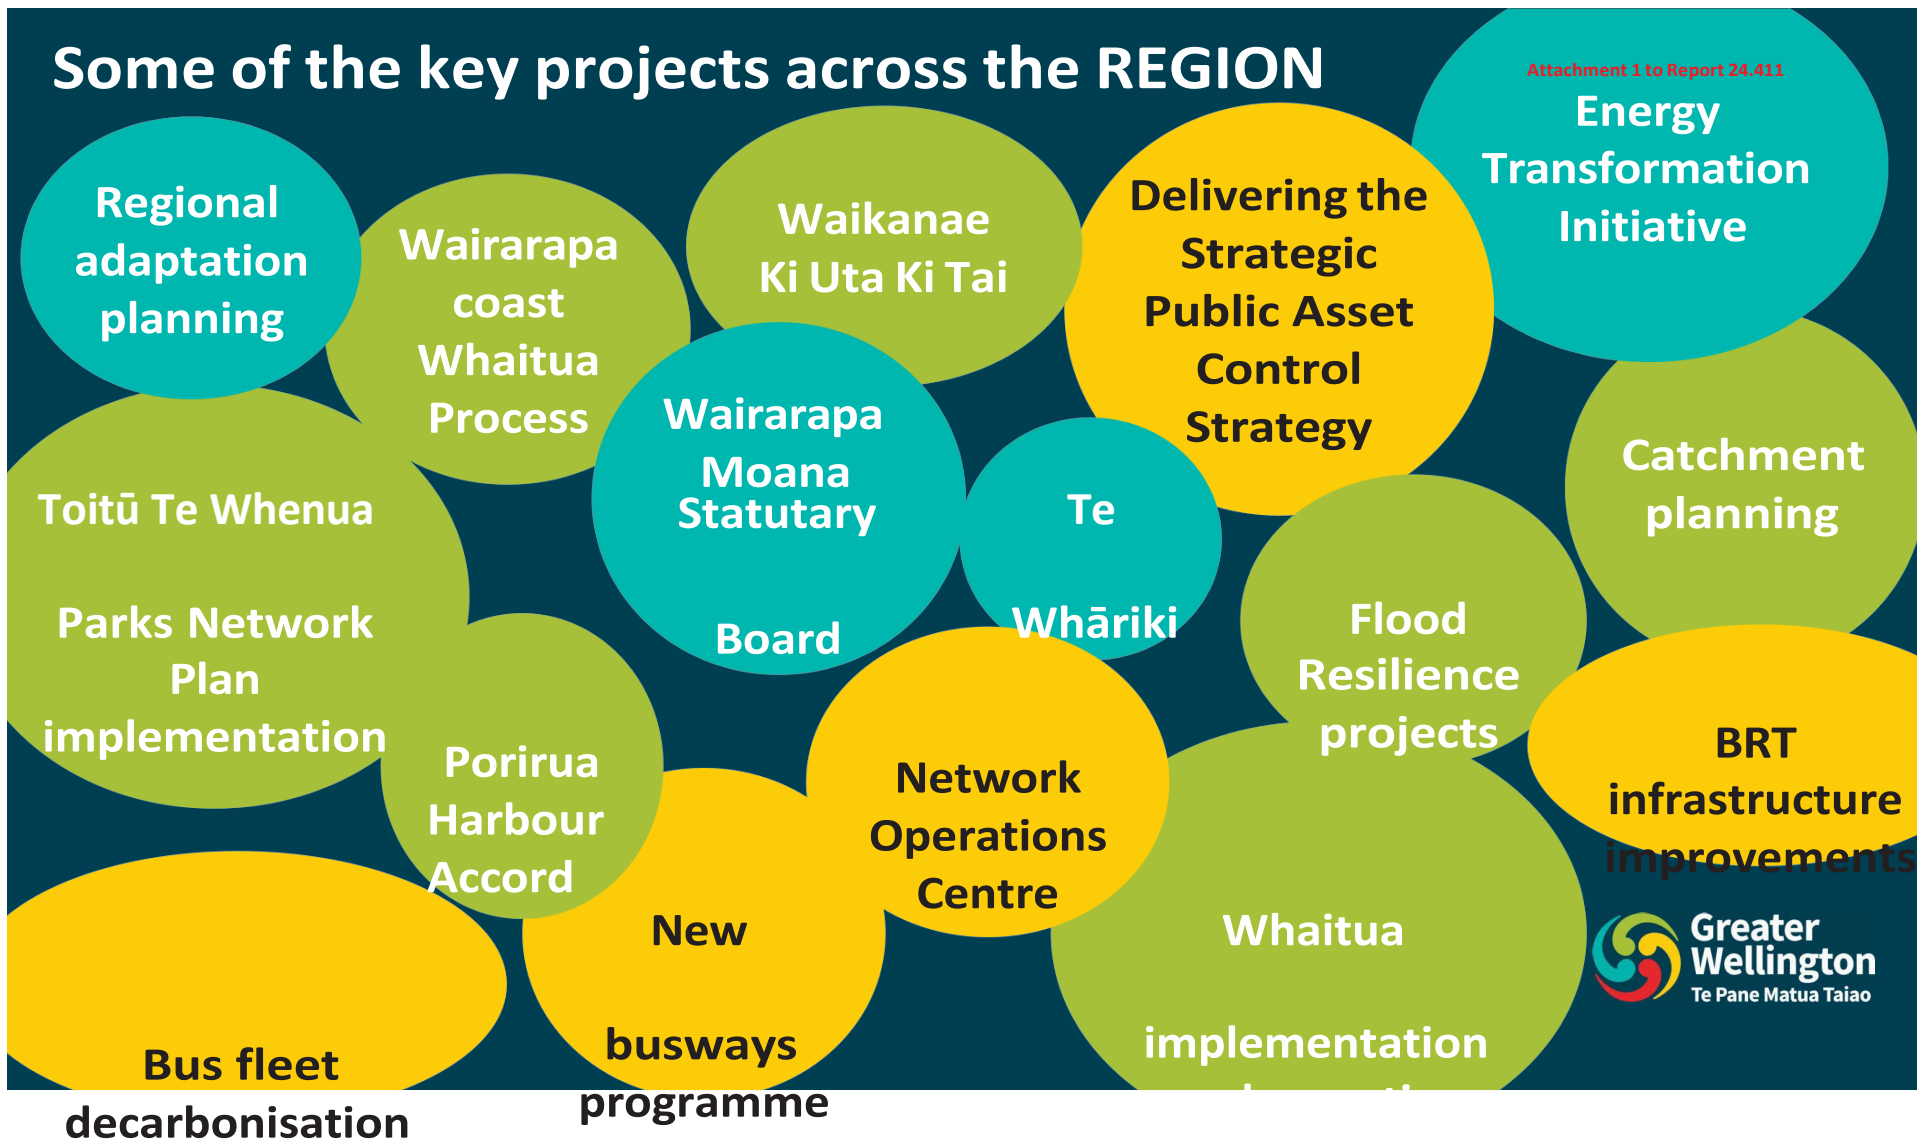 Some of the key projects across the REGION
Attachment 1 to Report 24.411
Energy
Transformation
Initiative
Regional
adaptation
planning
Wairarapa
coast
Whaitua
Process
Waikanae
Ki Uta Ki Tai
Delivering the
Strategic
Public Asset
Control
Strategy
Wairarapa
Moana
Statutary
Board
Te
Whāriki
Catchment
planning
Toitū Te Whenua
Parks Network
Plan
implementation
Flood
Resilience
projects
Porirua
Harbour
Accord
Network
Operations
Centre
BRT
infrastructure
improvements
Bus fleet
decarbonisation
New
busways
programme
Whaitua
implementation
Greater
Wellington
Te Pane Matua Taiao